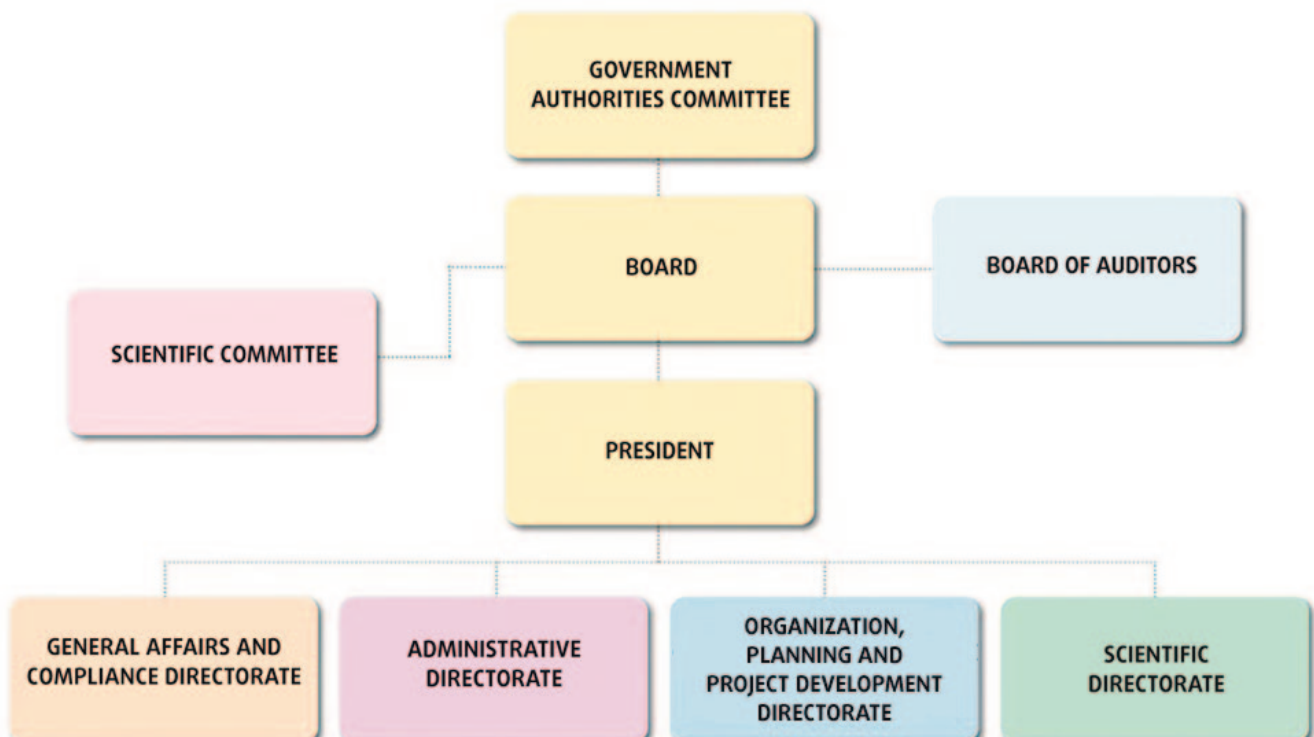 GOVERNMENT
AUTHORITIES COMMITTEE
BOARD
BOARD OF AUDITORS
SCIENTIFIC COMMITTEE
PRESIDENT
GENERAL AFFAIRS AND
COMPLIANCE DIRECTORATE
ADMINISTRATIVE
DIRECTORATE
ORGANIZATION,
PLANNING AND
PROJECT DEVELOPMENT
DIRECTORATE
SCIENTIFIC
DIRECTORATE